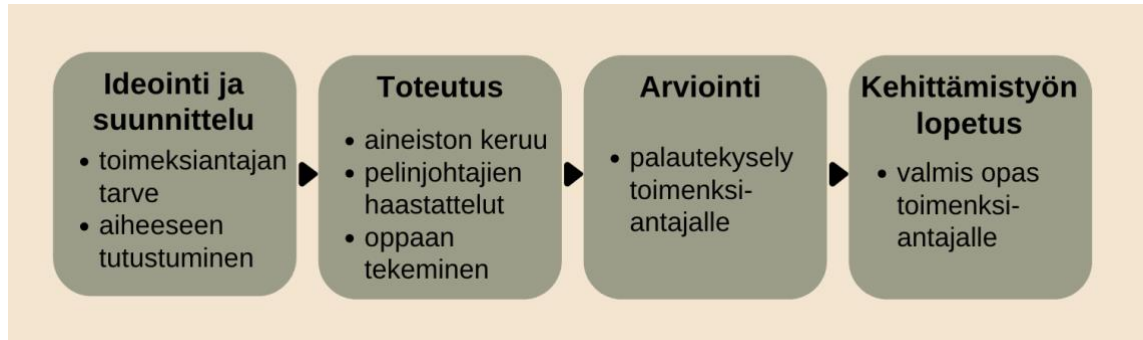 Ideointi ja
suunnittelu
• toimeksiantajan
tarve
• aiheeseen
tutustuminen
Toteutus
• aineiston keruu
• pelinjohtajien
haastattelut
• oppaan
tekeminen
Arviointi
• palautekysely
toimenksi-
antajalle
Kehittämistyön
lopetus
• valmis opas
toimenksi-
antajalle